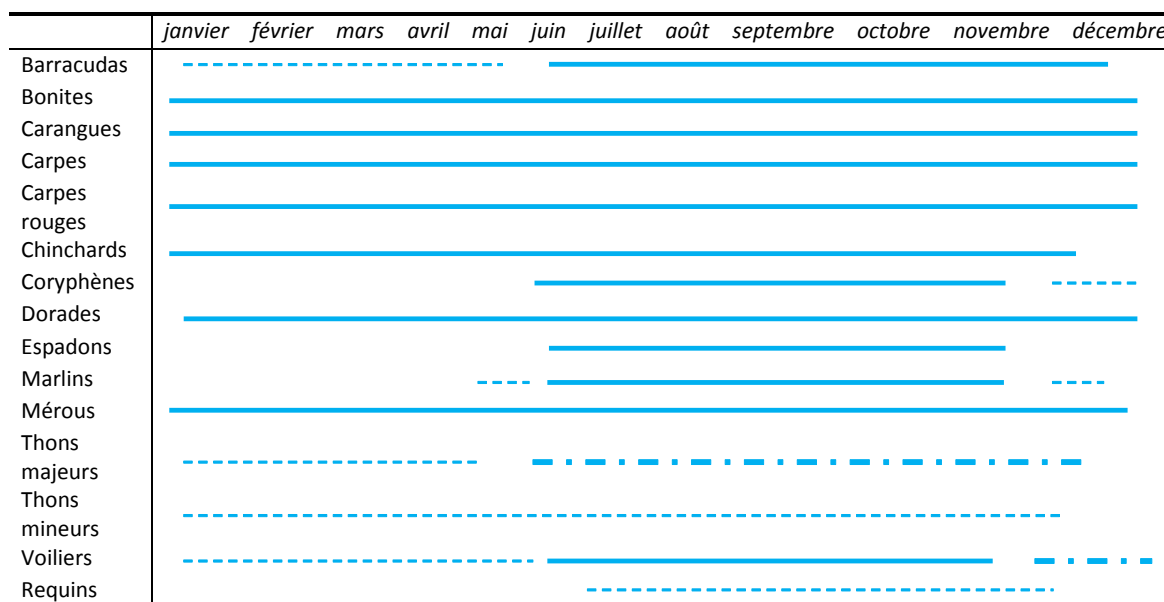 janvier février mars avril mai juin juillet août septembre octobre novembre décembre
Barracudas
Bonites
Carangues
Carpes
Carpes
rouges
Chinchards
Coryphènes
Dorades
Espadons
Marlins
Mérous
Thons
majeurs
Thons
mineurs
Voiliers
Requins